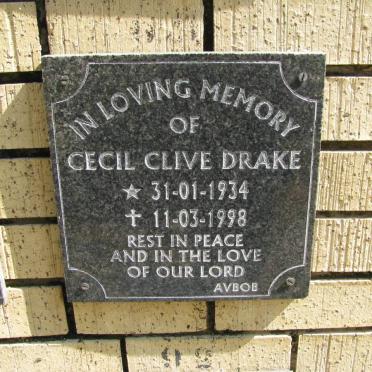 IN LOVING MEMORY
OF
CECIL CLIVE DRAKE
★ 31-01-1934
✝ 11-03-1998
REST IN PEACE
AND IN THE LOVE
OF OUR LORD
AVBOB